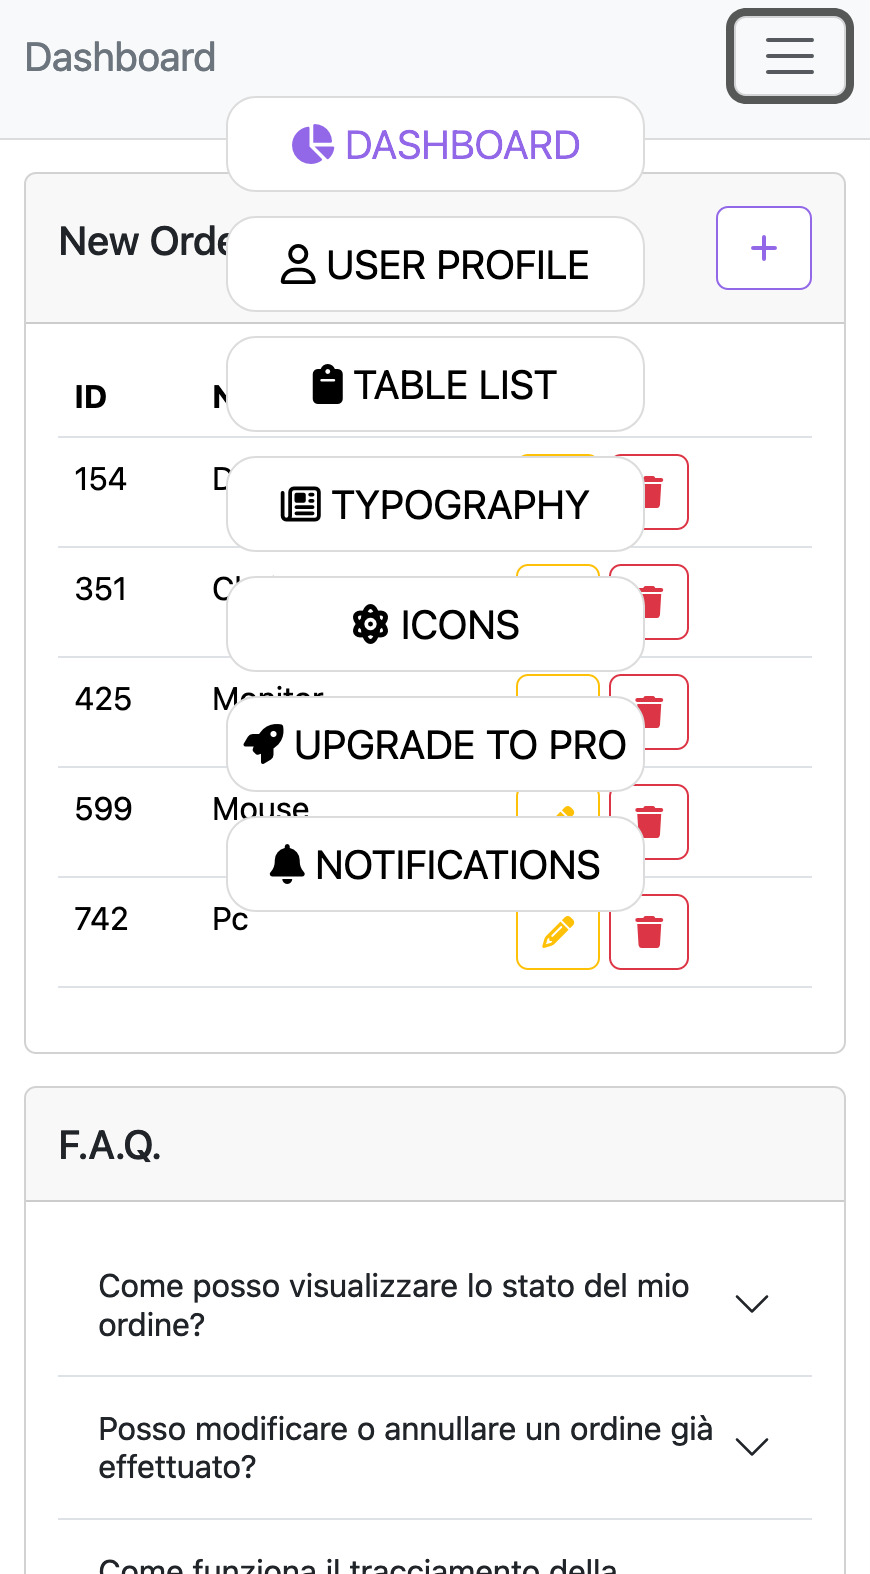 Dashboard
DASHBOARD
New Orde
USER PROFILE
TABLE LIST
ID
154
TYPOGRAPHY
351
ICONS
425 Monitor
UPGRADE TO PRO
599 Mouse
NOTIFICATIONS
742 Pc
F.A.Q.
Come posso visualizzare lo stato del mio
ordine?
Posso modificare o annullare un ordine già
effettuato?
Come funziona il tracciamento della